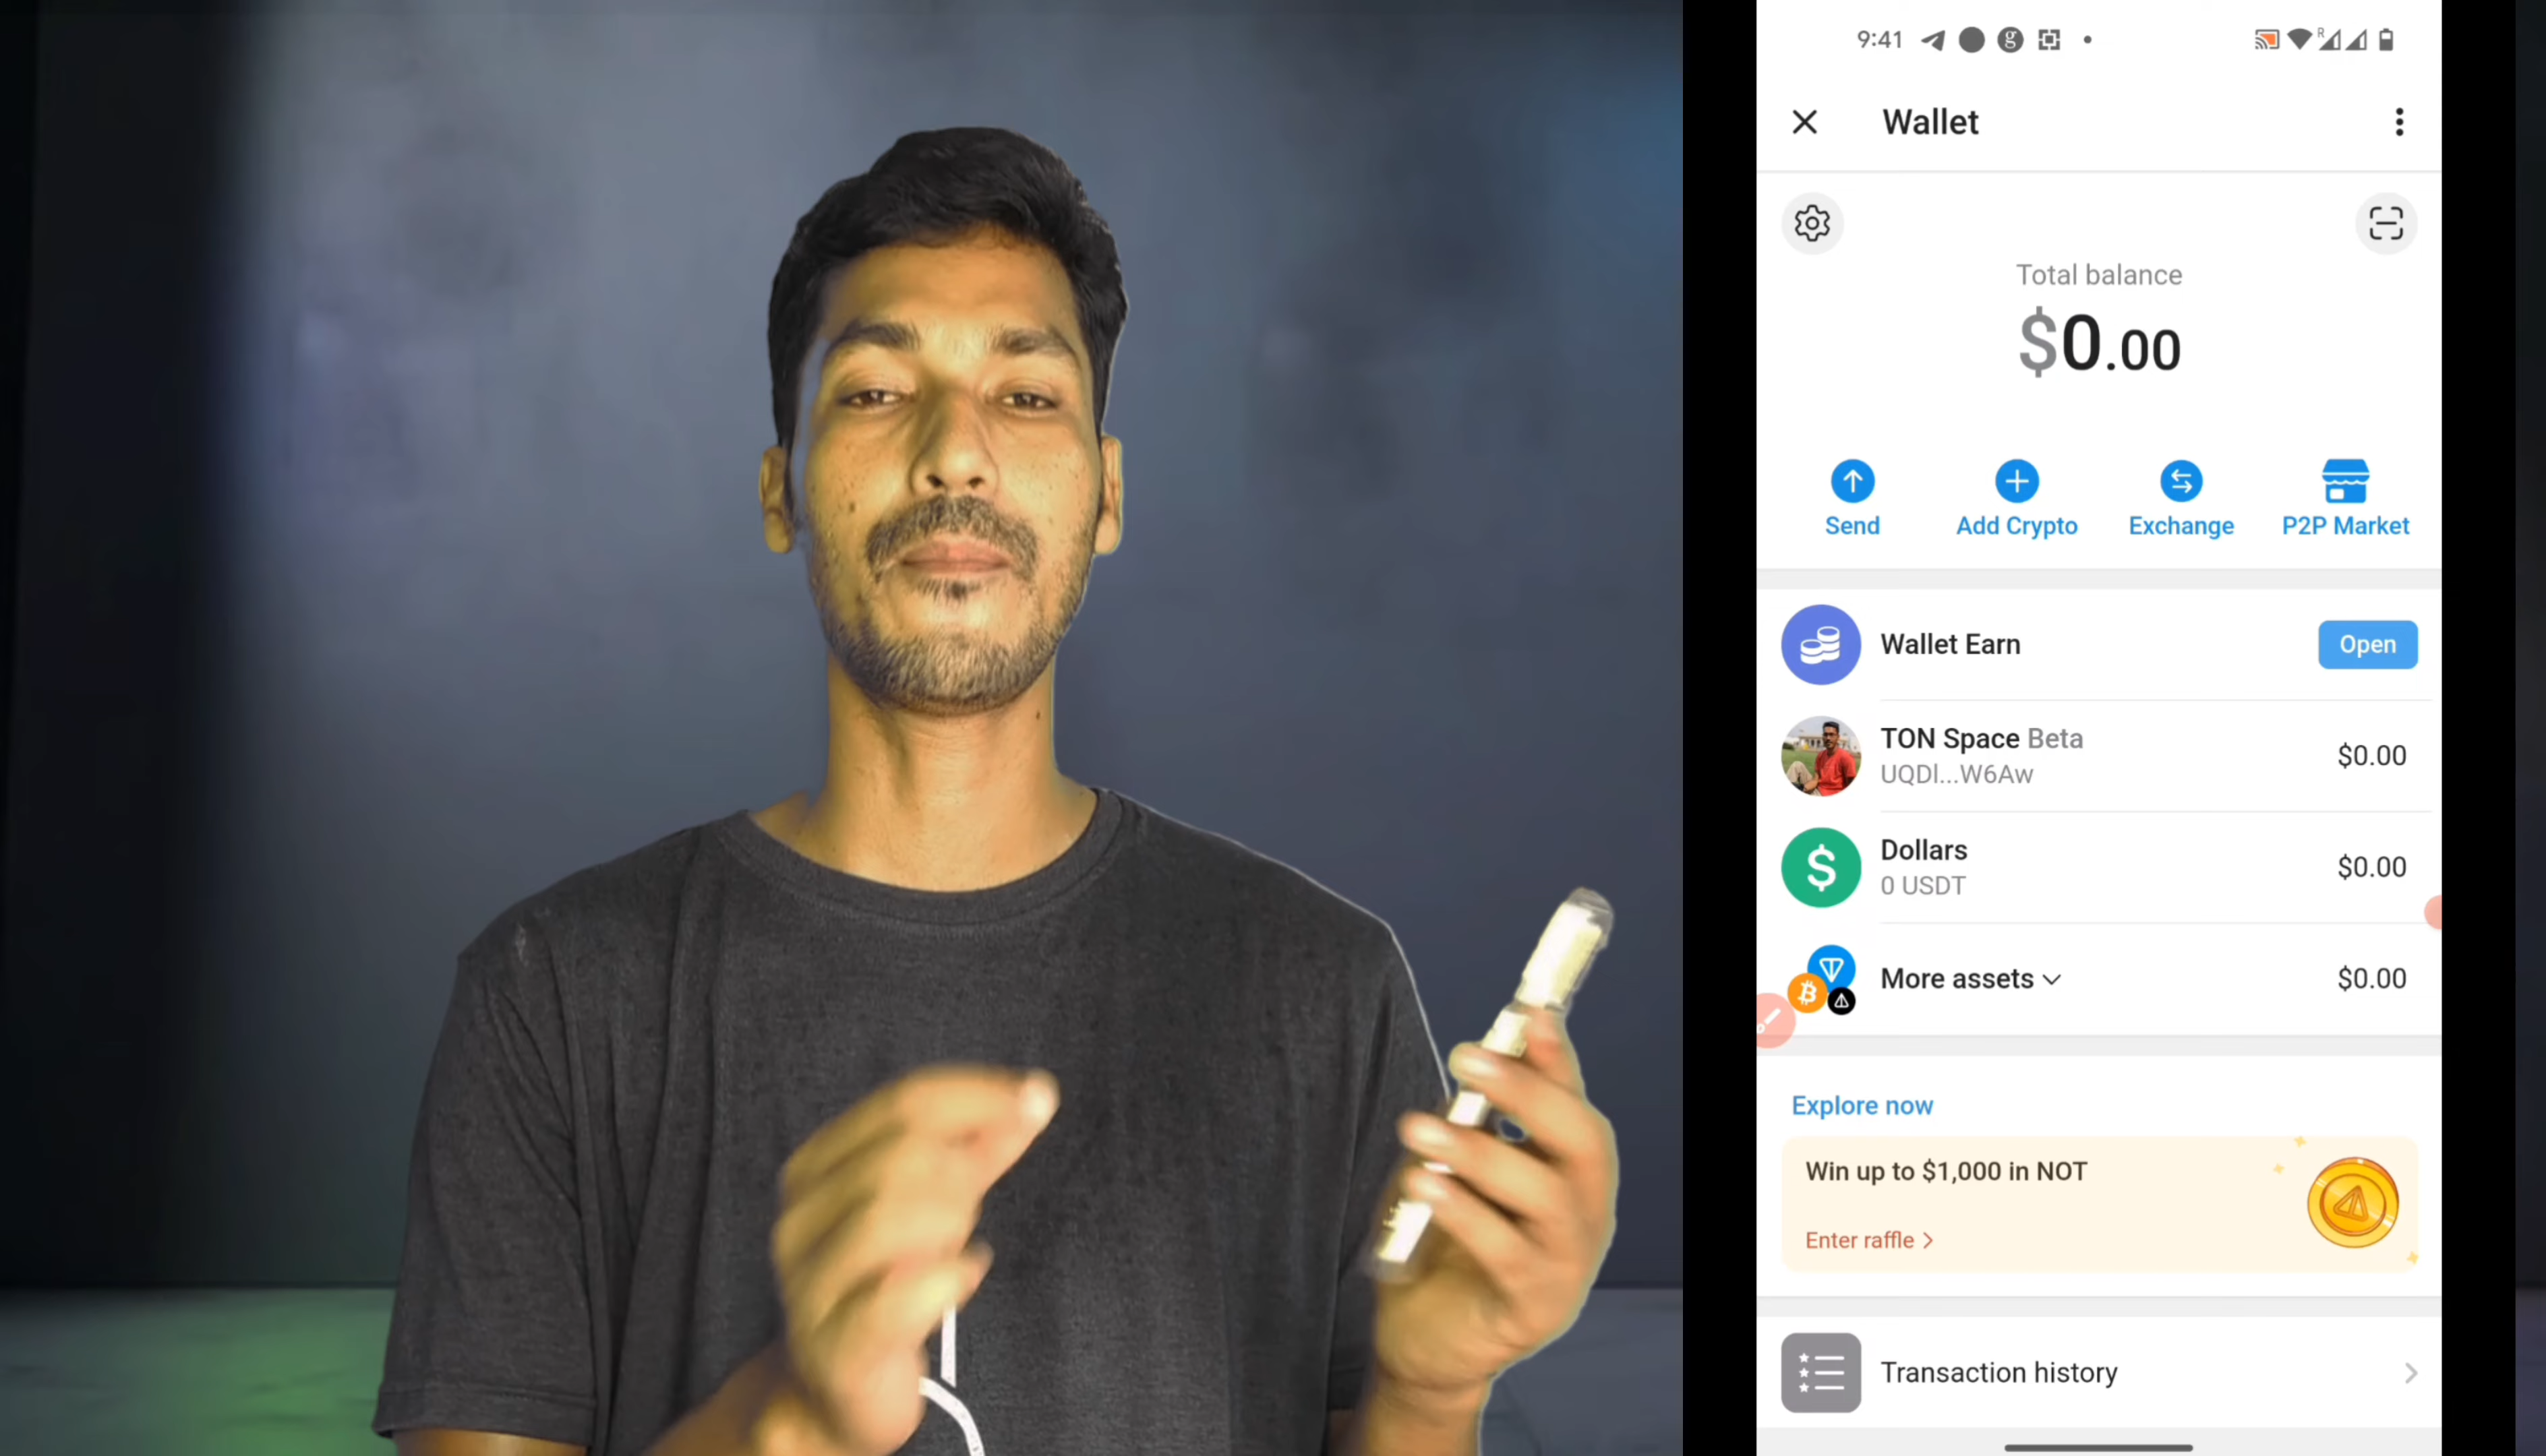 9:41
R
Wallet
Total balance
$0.00
Send
Add Crypto
Exchange
P2P Market
Wallet Earn
Open
TON Space Beta
$0.00
UQDl...W6Aw
Dollars
$0.00
0 USDT
More assets
$0.00
Explore now
Win up to $1,000 in NOT
Enter raffle
Transaction history